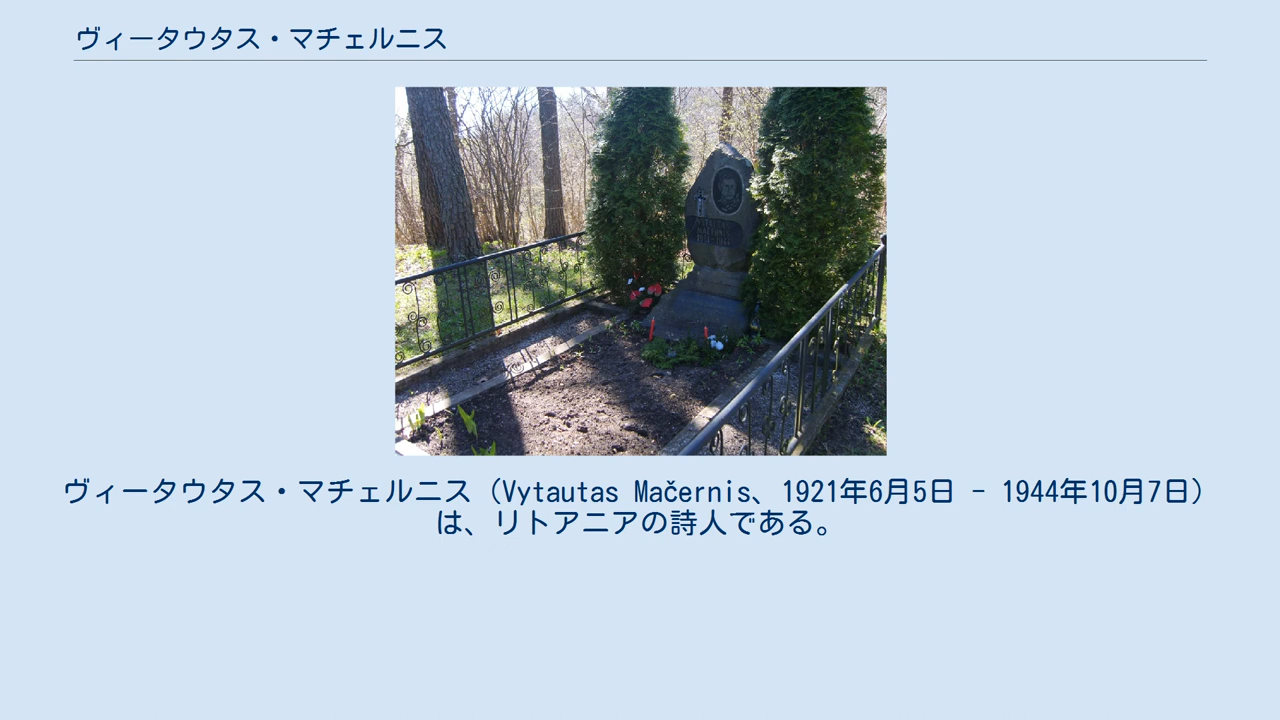 ヴィータウタス・マチェルニス
ヴィータウタス・マチェルニス（Vytautas Mačernis、1921年6月5日 - 1944年10月7日）
は、リトアニアの詩人である。